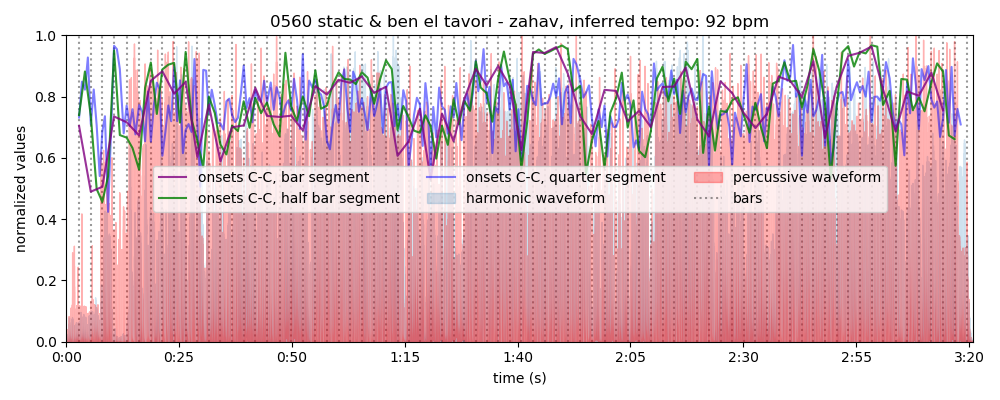 0560 static & ben el tavori - zahav, inferred tempo: 92 bpm
1.0
0.8
0.6
0.4
0.2
0.0
normalized values
onsets C-C, bar segment
onsets C-C, half bar segment
onsets C-C, quarter segment
harmonic waveform
percussive waveform
bars
0:00 0:25 0:50 1:15 1:40 2:05 2:30 2:55 3:20
time (s)